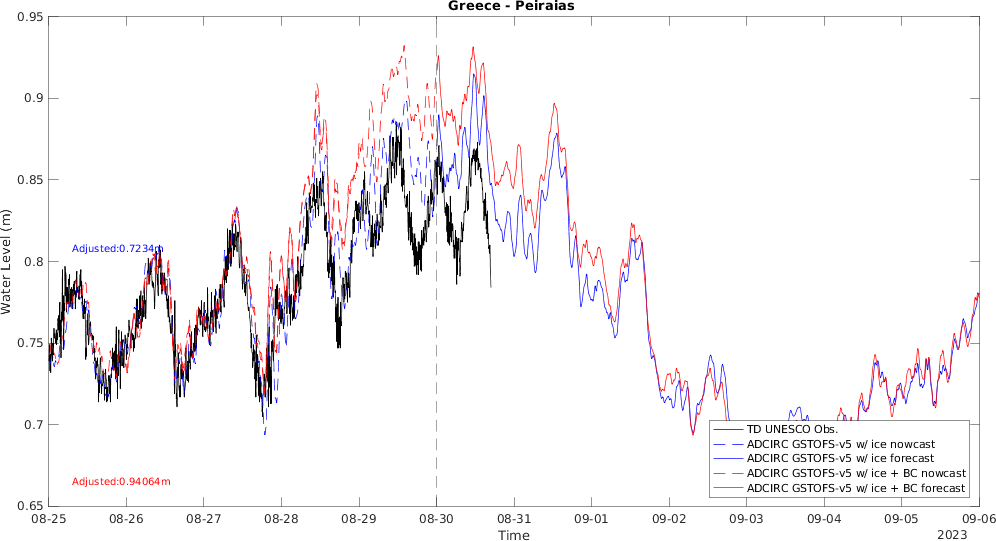 Greece - Peiraias
0.95
0.9
0.85
0.8
0.75
0.7
0.65
Water Level (m)
Adjusted:0.7234m
Adjusted:0.94064m
TD UNESCO Obs.
ADCIRC GSTOFS-v5 w/ ice nowcast
ADCIRC GSTOFS-v5 w/ ice forecast
ADCIRC GSTOFS-v5 w/ ice + BC nowcast
ADCIRC GSTOFS-v5 w/ ice + BC forecast
08-25 08-26 08-27 08-28 08-29 08-30 08-31 09-01 09-02 09-03 09-04 09-05 09-06
Time
2023